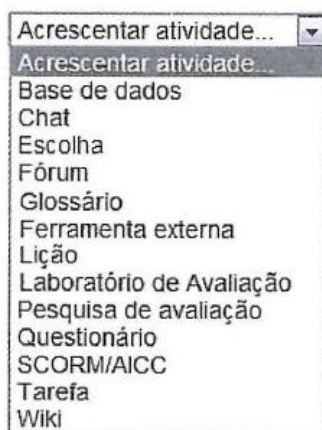 Acrescentar atividade...
Acrescentar atividade...
Base de dados
Chat
Escolha
Fórum
Glossário
Ferramenta externa
Lição
Laboratório de Avaliação
Pesquisa de avaliação
Questionário
SCORM/AICC
Tarefa
Wiki